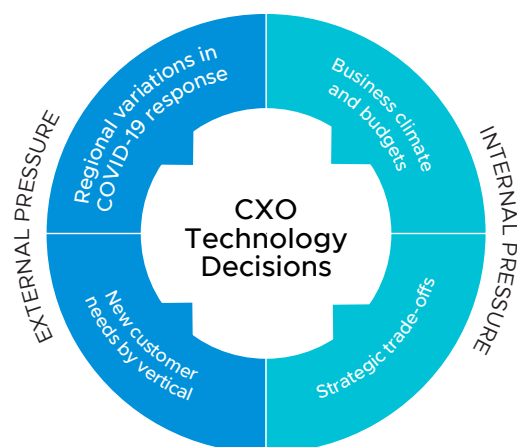 Regional variations in
COVID-19 response
Business climate
and budgets
EXTERNAL PRESSURE
INTERNAL PRESSURE
CXO
Technology
Decisions
New customer
needs by vertical
Strategic trade-offs